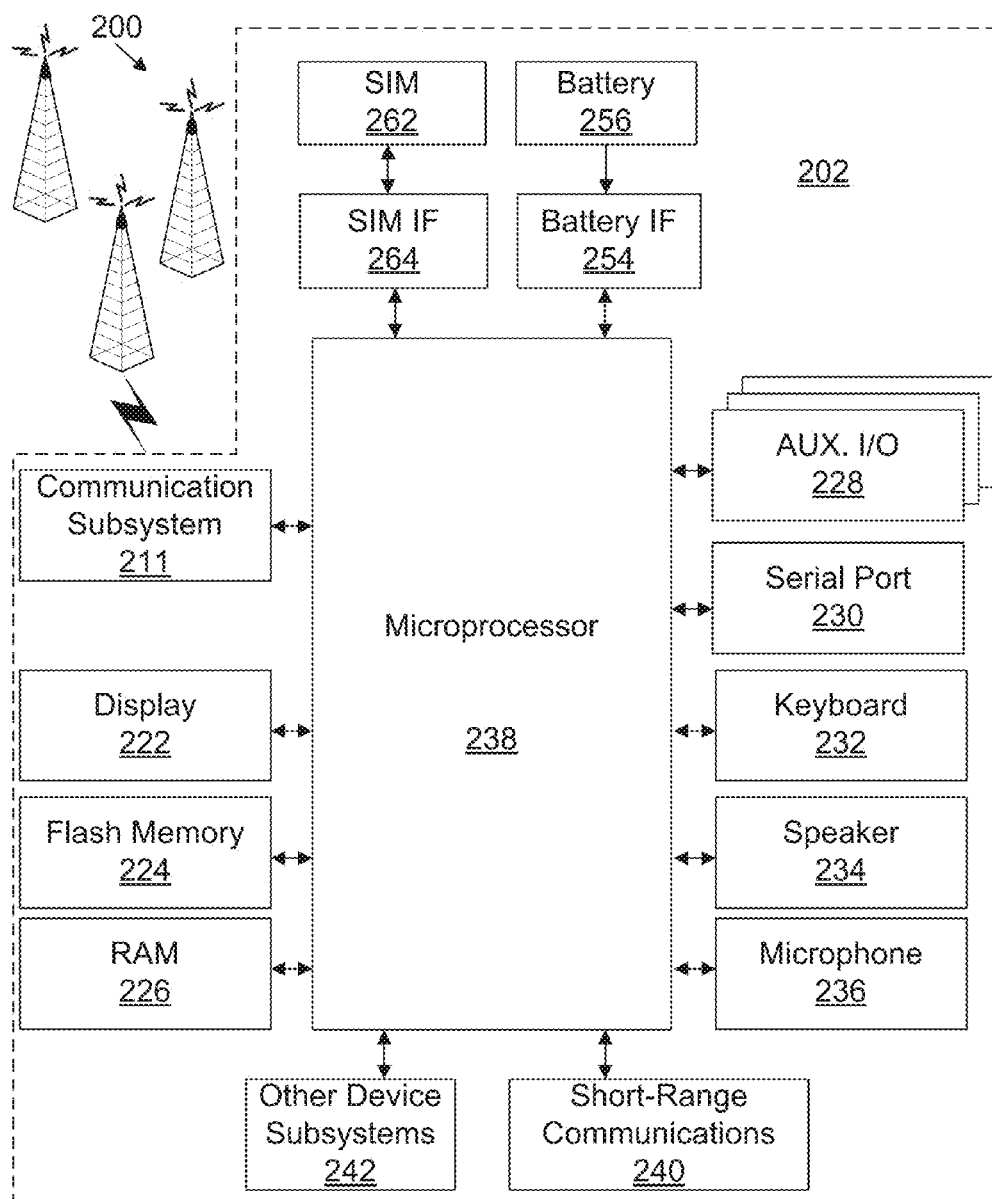 200
SIM
262
Battery
256
202
SIM IF
264
Battery IF
254
AUX. I/O
228
Communication
Subsystem
211
Serial Port
230
Microprocessor
238
Display
222
Keyboard
232
Flash Memory
224
Speaker
234
RAM
226
Microphone
236
Other Device
Subsystems
242
Short-Range
Communications
240